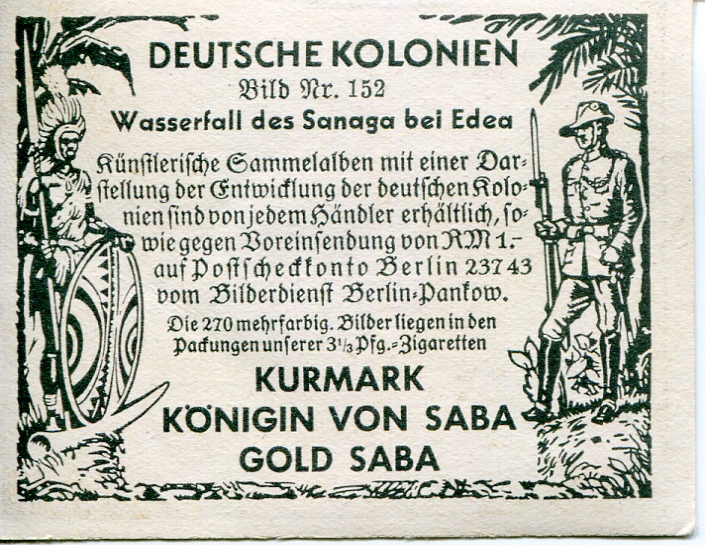 DEUTSCHE KOLONIEN
Bild Nr. 152
Wasserfall des Sanaga bei Edea
Künstlerische Sammelalben mit einer Dar-
stellung der Entwicklung der deutschen Kolo-
nien sind von jedem Händler erhältlich, so-
wie gegen Voreinsendung von RM 1.-
auf Postscheckkonto Berlin 237 43
vom Bilderdienst Berlin-Pankow.
Die 270 mehrfarbig. Bilder liegen in den
Packungen unserer 3 1/3 Pfg.-Zigaretten
KURMARK
KÖNIGIN VON SABA
GOLD SABA